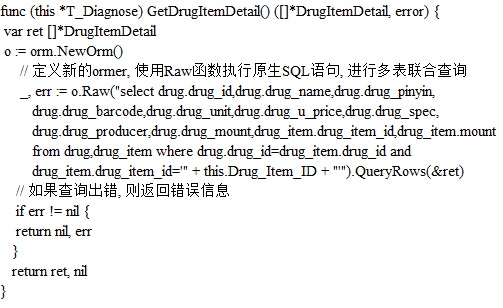 func (this *T_Diagnose) GetDrugItemDetail() ([]*DrugItemDetail, error) {
var ret []*DrugItemDetail
o := orm.NewOrm()
// 定义新的ormer, 使用Raw函数执行原生SQL语句, 进行多表联合查询
_, err := o.Raw("select drug.drug_id,drug.drug_name,drug.drug_pinyin,
drug.drug_barcode,drug.drug_unit,drug.drug_u_price,drug.drug_spec,
drug.drug_producer,drug.drug_mount,drug_item.drug_item_id,drug_item.mount
from drug,drug_item where drug.drug_id=drug_item.drug_id and
drug_item.drug_item_id='" + this.Drug_Item_ID + "'").QueryRows(&ret)
// 如果查询出错, 则返回错误信息
if err != nil {
return nil, err
}
return ret, nil
}